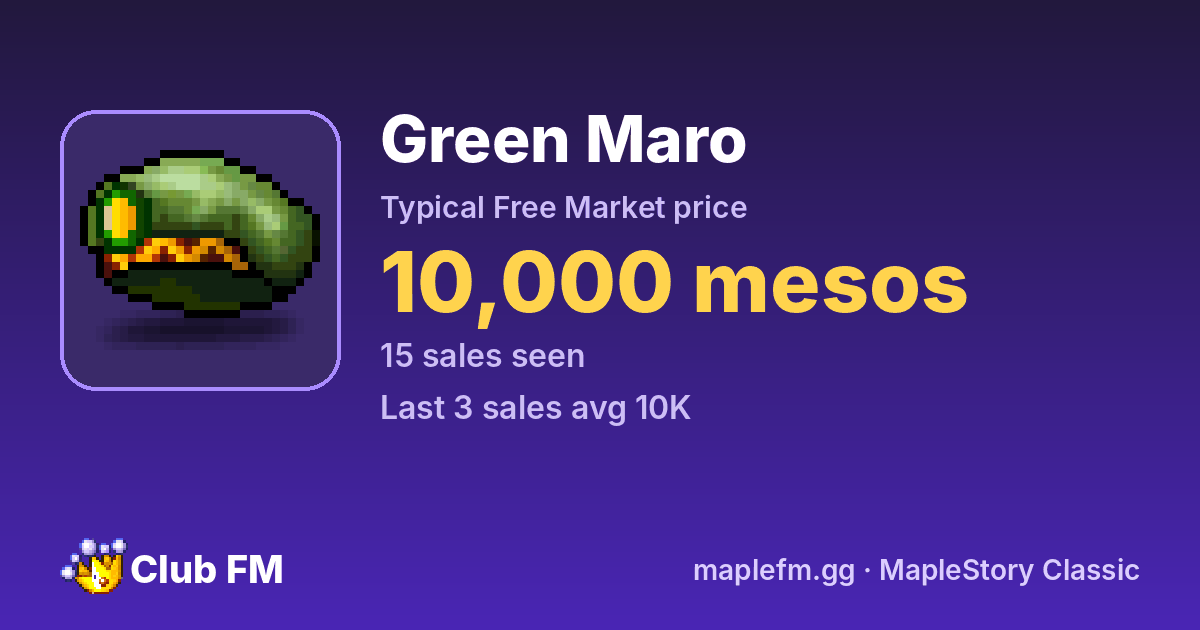 Green Maro
Typical Free Market price
10,000 mesos
15 sales seen
Last 3 sales avg 10K
Club FM
maplefm.gg · MapleStory Classic